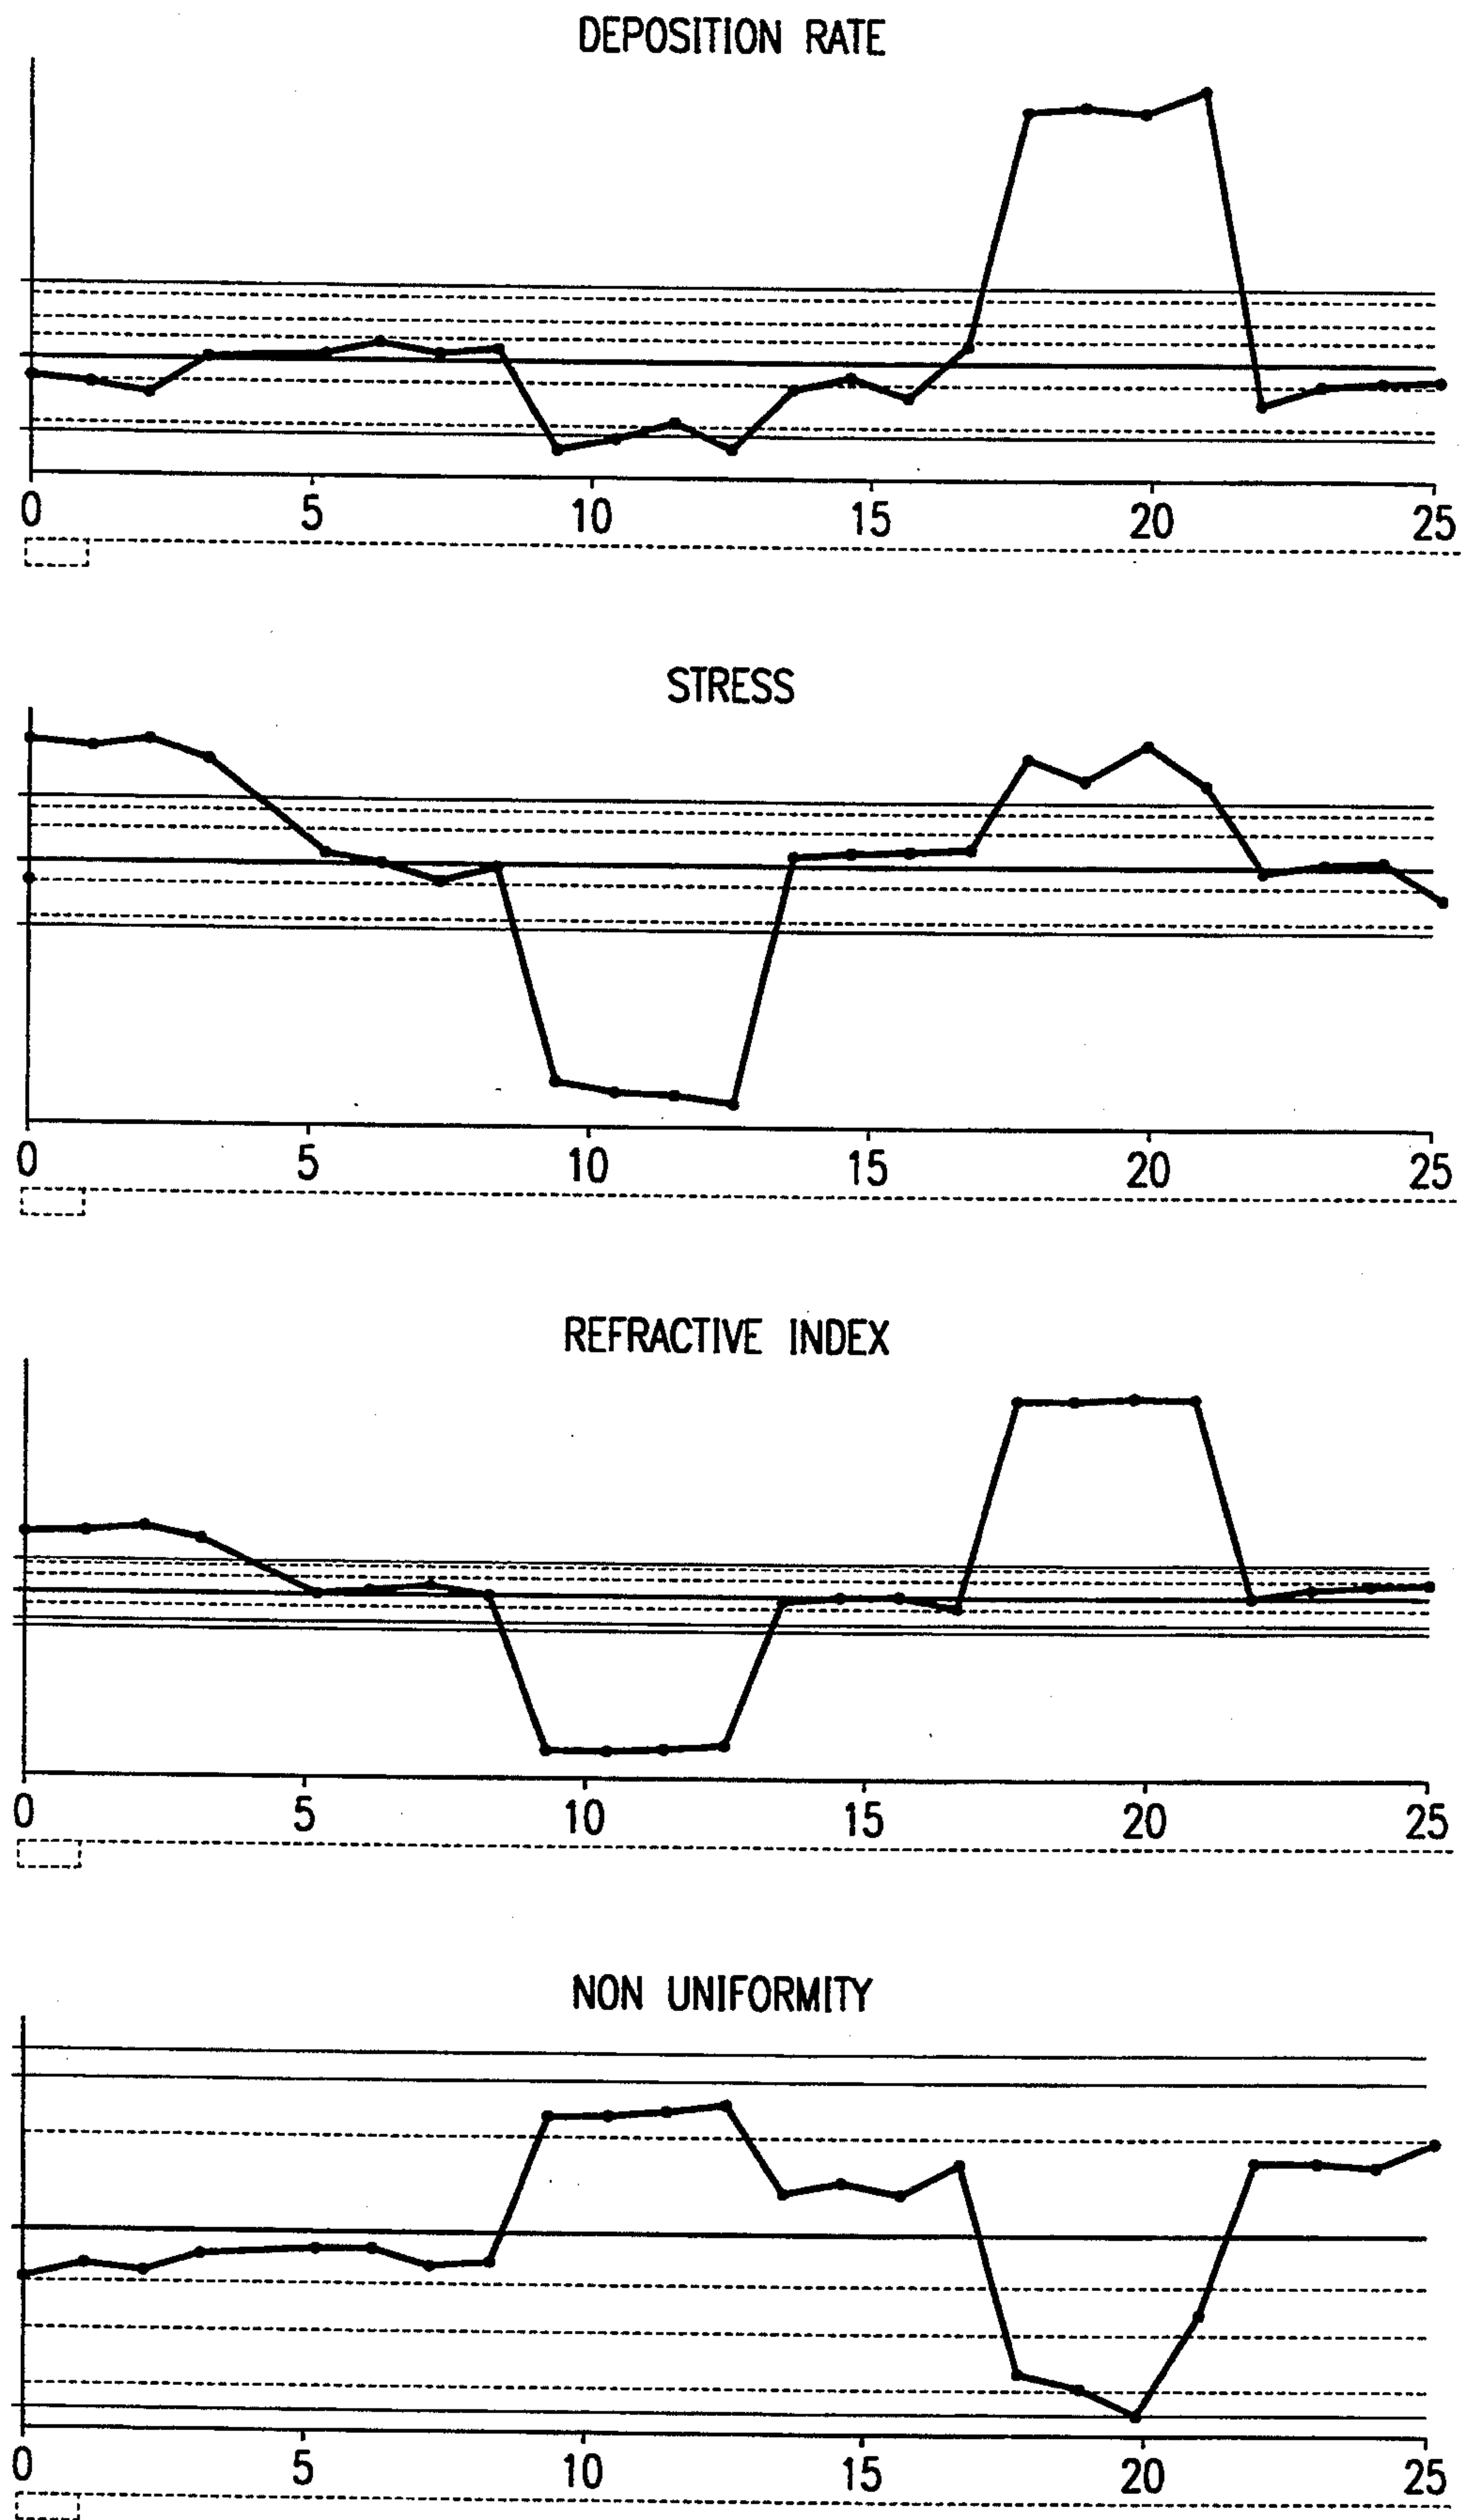 DEPOSITION RATE
0 5 10 15 20 25
STRESS
0 5 10 15 20 25
REFRACTIVE INDEX
0 5 10 15 20 25
NON UNIFORMITY
0 5 10 15 20 25